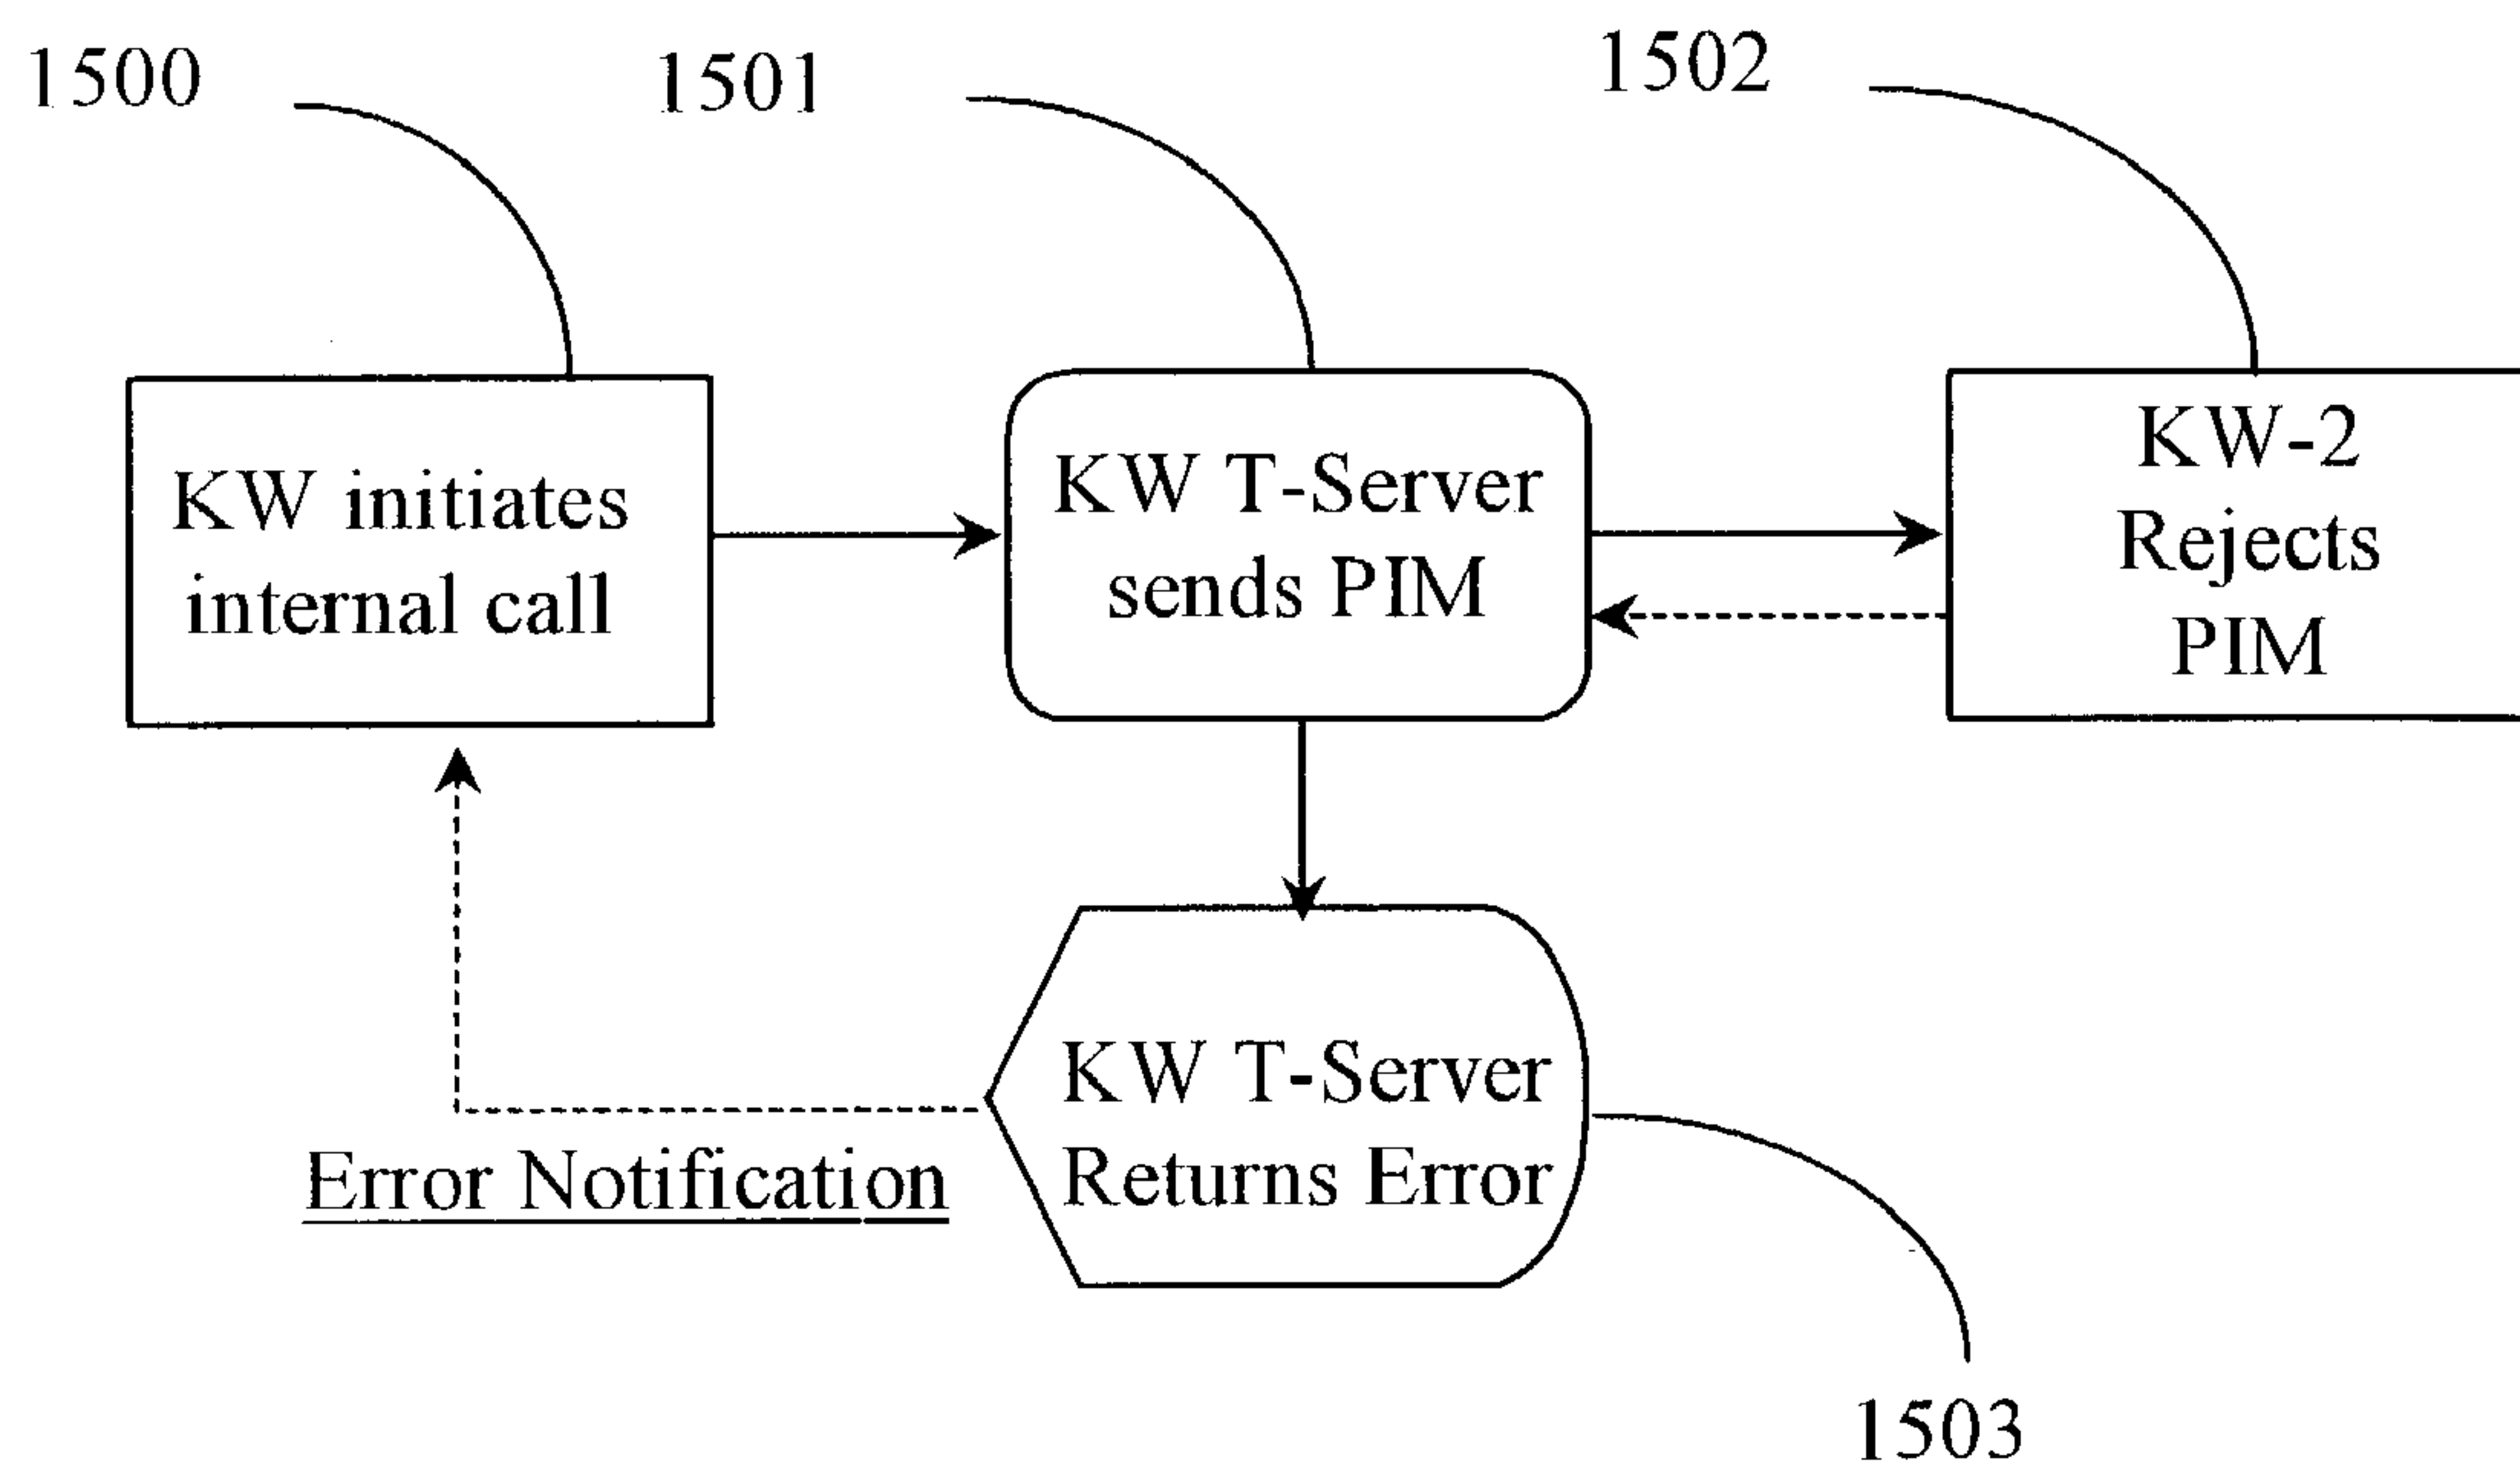 1500
1501
1502
KW initiates
internal call
KW T-Server
sends PIM
KW-2
Rejects
PIM
KW T-Server
Returns Error
Error Notification
1503